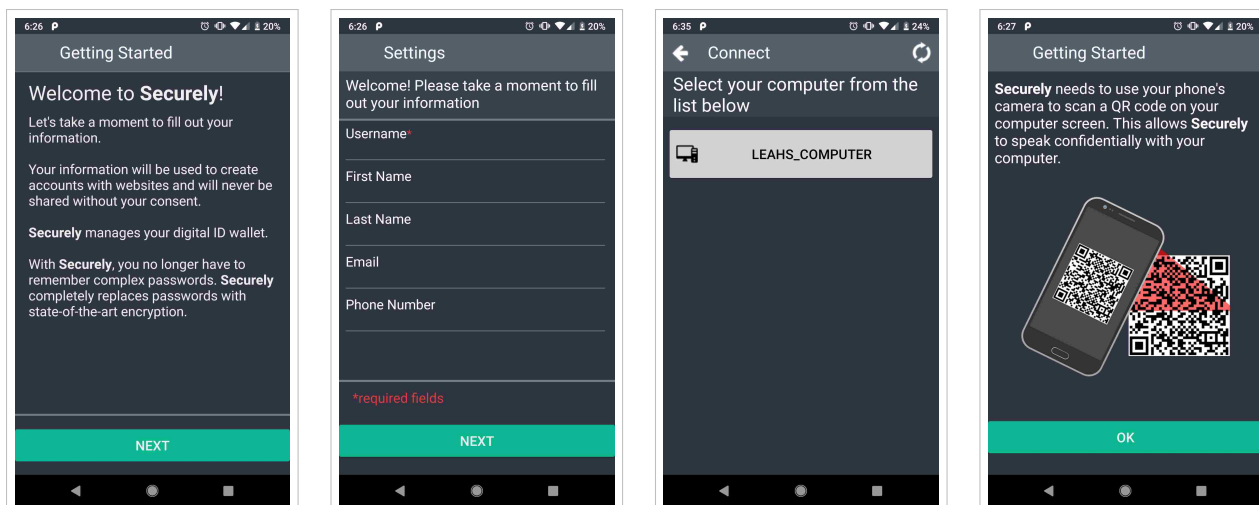 6:26 20%
Getting Started
Welcome to Securely!
Let's take a moment to fill out your
information.
Your information will be used to create
accounts with websites and will never be
shared without your consent.
Securely manages your digital ID wallet.
With Securely, you no longer have to
remember complex passwords. Securely
completely replaces passwords with
state-of-the-art encryption.
NEXT
6:26 20%
Settings
Welcome! Please take a moment to fill
out your information
Username*
First Name
Last Name
Email
Phone Number
*required fields
NEXT
6:35 24%
Connect
Select your computer from the
list below
LEAHS_COMPUTER
6:27 20%
Getting Started
Securely needs to use your phone's
camera to scan a QR code on your
computer screen. This allows Securely
to speak confidentially with your
computer.
OK